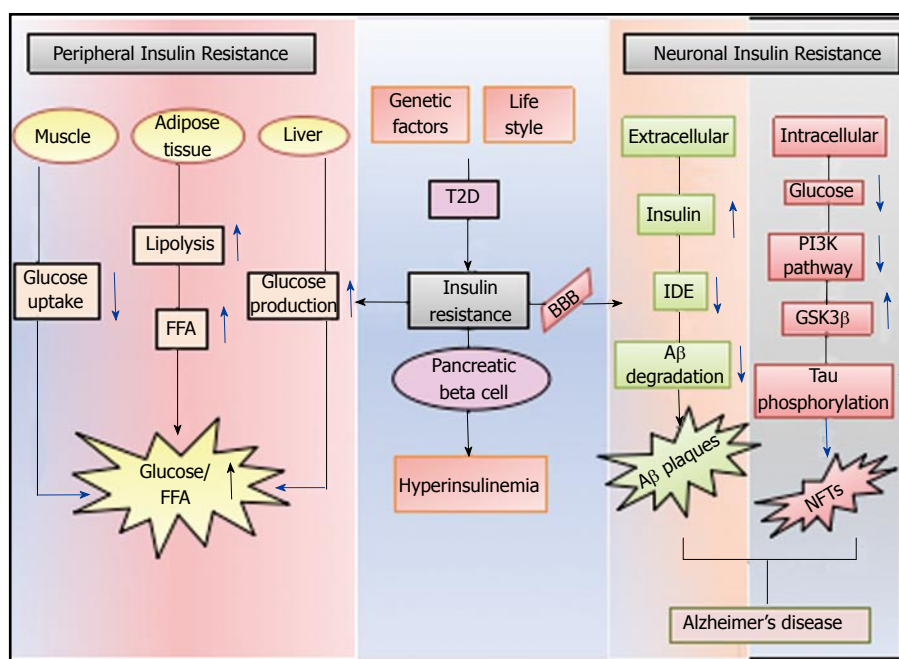 Peripheral Insulin Resistance
Muscle
Adipose
tissue
Liver
Lipolysis
Glucose
uptake
Glucose
production
FFA
Glucose/
FFA
Genetic
factors
Life
style
T2D
Insulin
resistance
BBB
Pancreatic
beta cell
Hyperinsulinemia
Neuronal Insulin Resistance
Extracellular
Insulin
IDE
Aβ
degradation
Aβ plaques
Intracellular
Glucose
PI3K
pathway
GSK3β
Tau
phosphorylation
NFTs
Alzheimer's disease